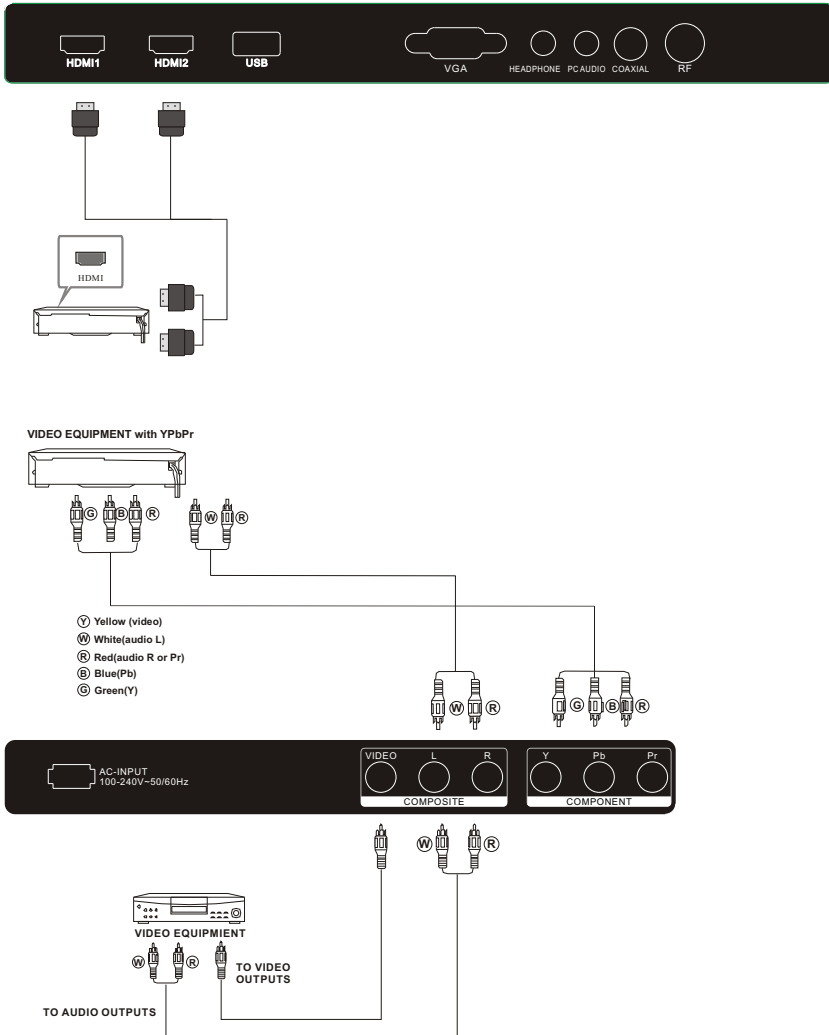 HDMI1 HDMI2 USB VGA HEADPHONE PC AUDIO COAXIAL RF
HDMI
VIDEO EQUIPMENT with YPbPr
G B R W R
Y Yellow (video)
W White(audio L)
R Red(audio R or Pr)
B Blue(Pb)
G Green(Y)
W R G B R
AC-INPUT
100-240V~50/60Hz
VIDEO L R Y Pb Pr
COMPOSITE COMPONENT
W R
VIDEO EQUIPMIENT
W R
TO VIDEO
OUTPUTS
TO AUDIO OUTPUTS